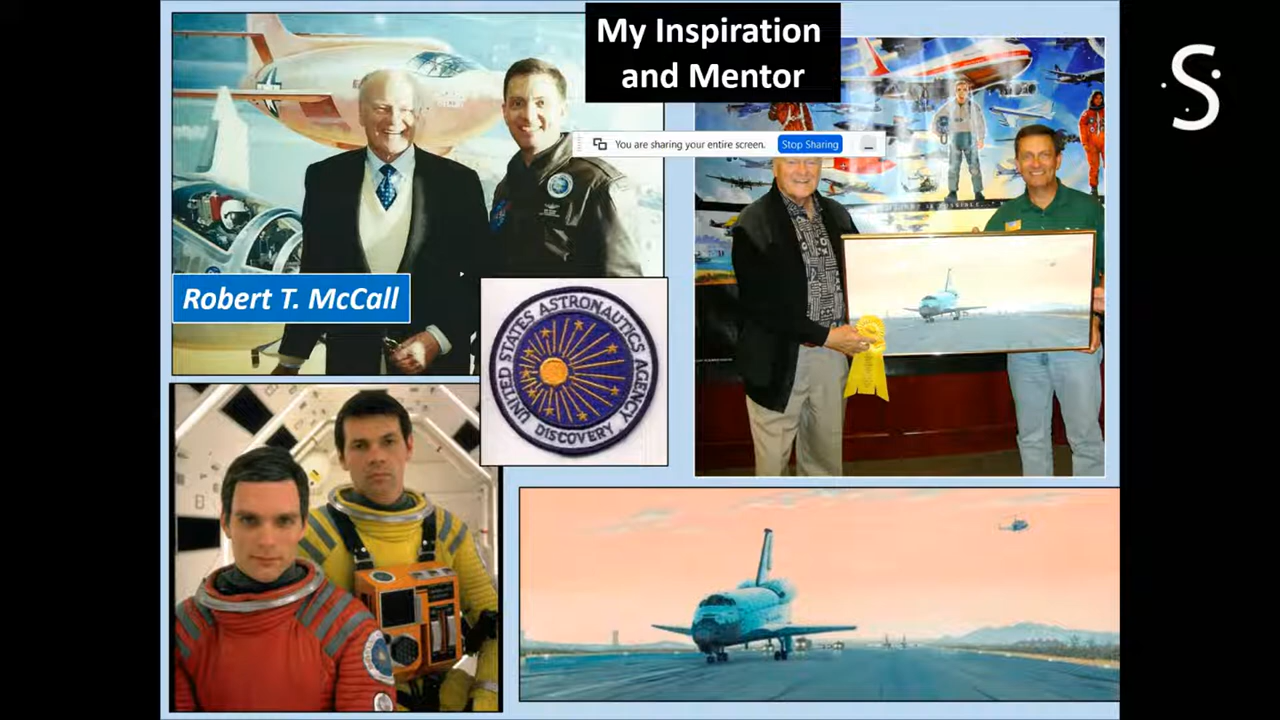 My Inspiration
and Mentor
You are sharing your entire screen.
Stop Sharing
Robert T. McCall
UNITED STATES ASTRONAUTICS AGENCY
DISCOVERY
S